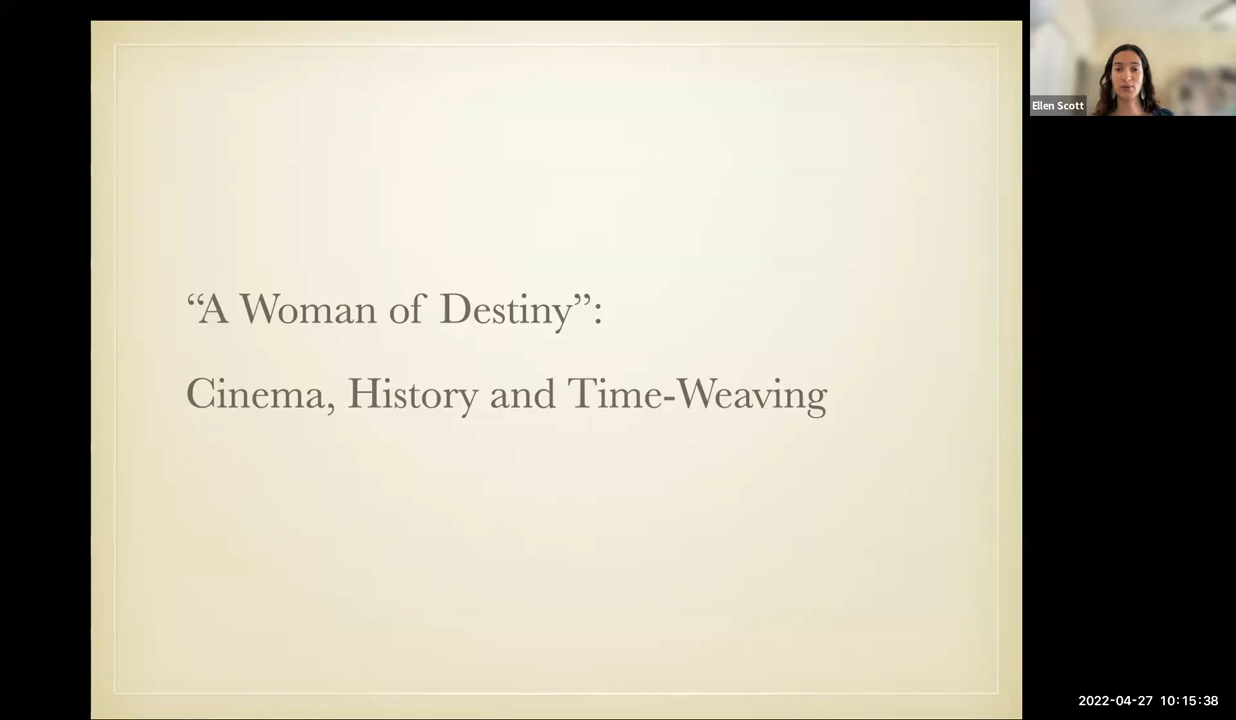 “A Woman of Destiny”:
Cinema, History and Time-Weaving
Ellen Scott
2022-04-27 10:15:38